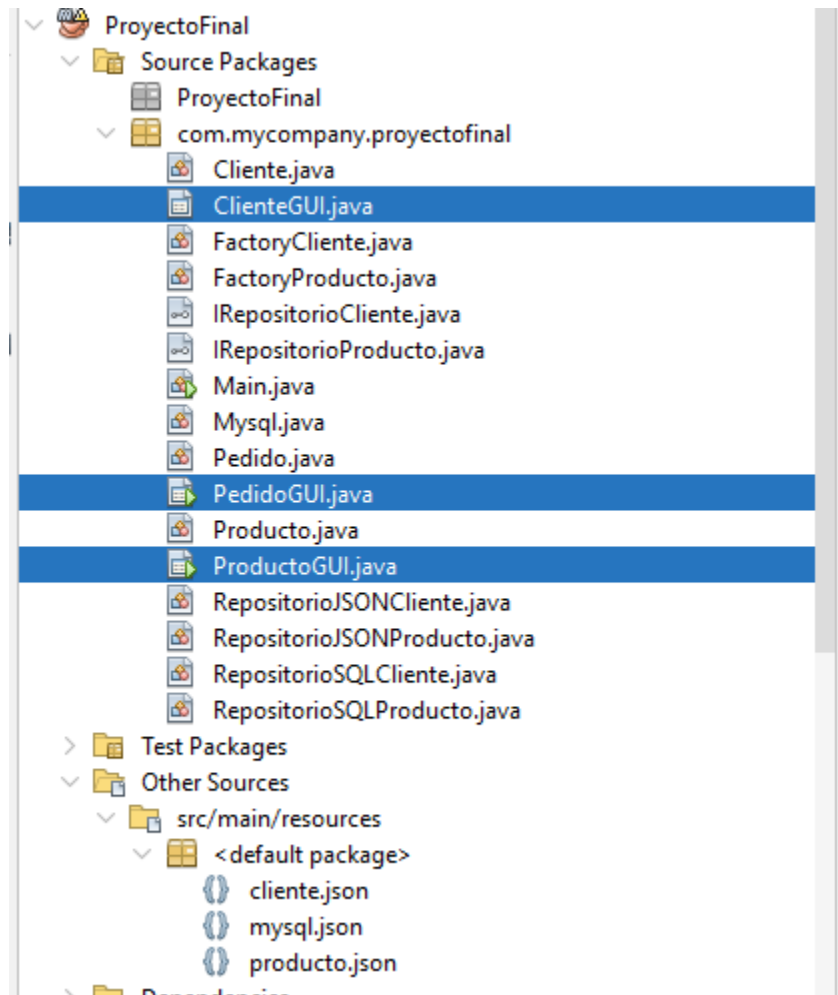 ProyectoFinal
Source Packages
ProyectoFinal
com.mycompany.proyectofinal
Cliente.java
ClienteGUI.java
FactoryCliente.java
FactoryProducto.java
IRepositorioCliente.java
IRepositorioProducto.java
Main.java
Mysql.java
Pedido.java
PedidoGUI.java
Producto.java
ProductoGUI.java
RepositorioJSONCliente.java
RepositorioJSONProducto.java
RepositorioSQLCliente.java
RepositorioSQLProducto.java
Test Packages
Other Sources
src/main/resources
<default package>
cliente.json
mysql.json
producto.json
Dependencies